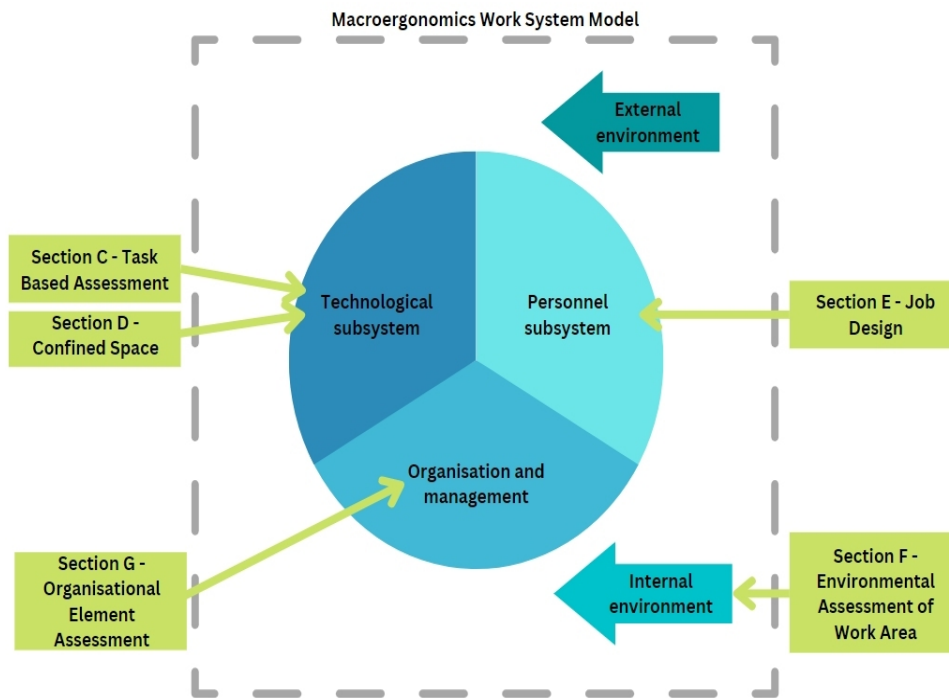 Macroergonomics Work System Model
External
environment
Section C - Task
Based Assessment
Section D -
Confined Space
Technological
subsystem
Personnel
subsystem
Section E - Job
Design
Organisation and
management
Section G -
Organisational
Element
Assessment
Internal
environment
Section F -
Environmental
Assessment of
Work Area